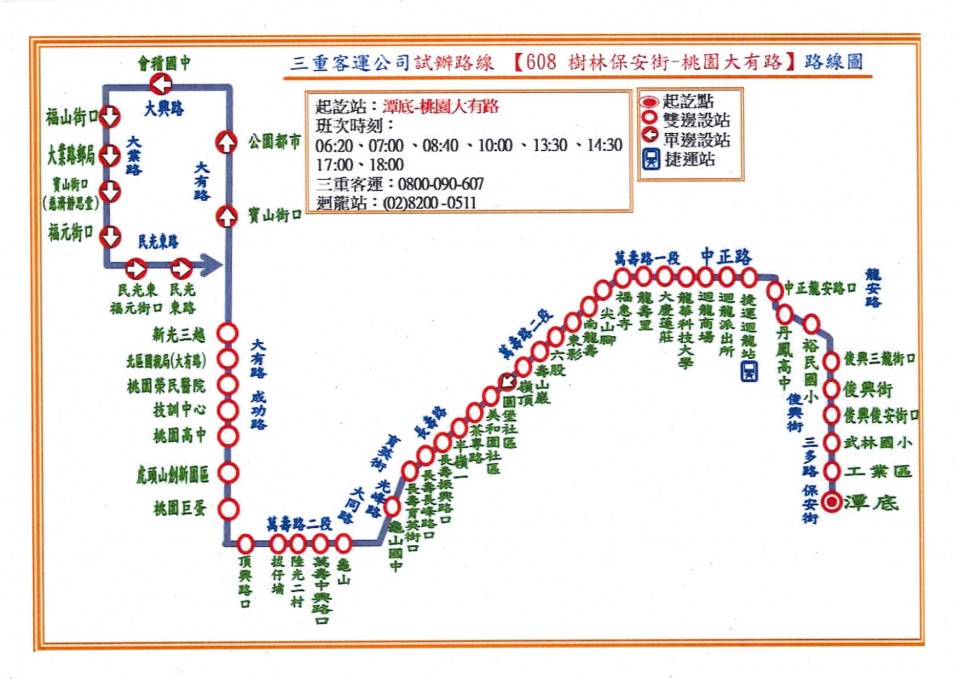 三重客運公司試辦路線 【608 樹林保安街-桃園大有路】路線圖
起訖站：潭底-桃園大有路
班次時刻：
06:20、07:00、08:40、10:00、13:30、14:30
17:00、18:00
三重客運：0800-090-607
迴龍站：(02)8200-0511
起訖點
雙邊設站
單邊設站
捷運站
會稽國中
大興路
福山街口
大業路郵局
寶山街口
(慈濟靜思堂)
福元街口
大業路
大有路
公園都市
寶山街口
民光東路
民光東
福元街口
民光
東路
新光三越
北區國稅局(大有路)
桃園榮民醫院
技訓中心
桃園高中
虎頭山創新園區
桃園巨蛋
大有路
成功路
萬壽路二段
頂興路口
拔仔埔
陸光二村
萬壽中興路口
龜山
大同路
光峰路
育英街
長壽路
龜山國中
長壽育英街口
長壽長峰路口
長壽振興路口
半嶺一
茶專路
美和園社區
圓堡社區
嶺頂
壽山巖
六股
東彩
南龍壽
尖山腳
萬壽路二段
萬壽路一段
福惠寺
龍壽里
大慶蓮莊
龍華科技大學
迴龍商場
迴龍派出所
捷運迴龍站
中正路
中正龍安路口
龍安路
丹鳳高中
裕民國小
俊興街
俊興三龍街口
俊興街
俊興俊安街口
武林國小
工業區
潭底
三多路
保安街